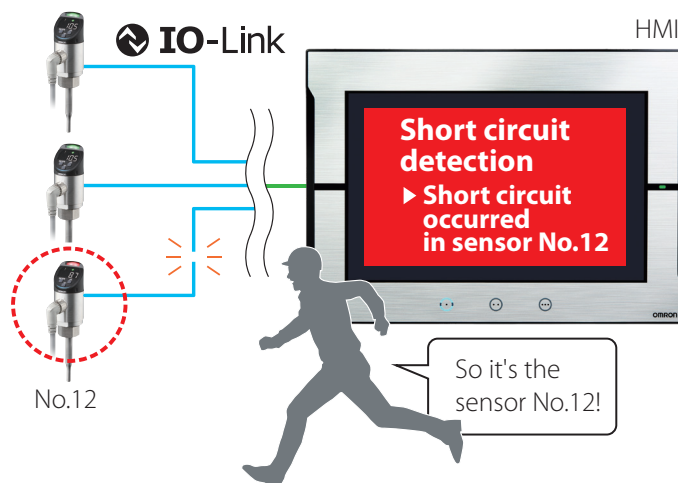 IO-Link
HMI
Short circuit
detection
▶ Short circuit
occurred
in sensor No.12
OMRON
So it's the
sensor No.12!
No.12